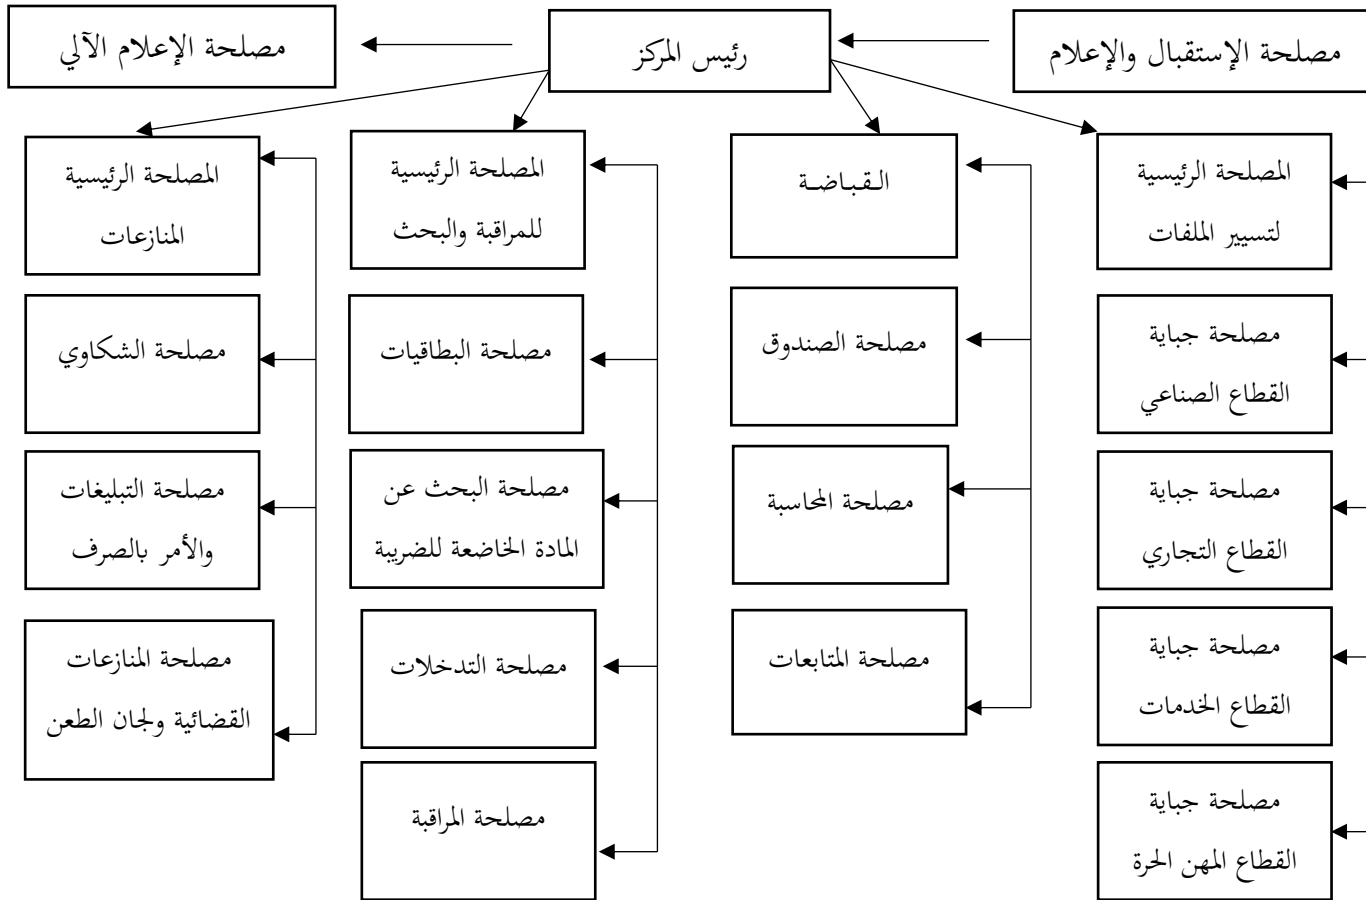 مصلحة الإستقبال والإعلام
رئيس المركز
مصلحة الإعلام الآلي
المصلحة الرئيسية
لتسيير الملفات
مصلحة جباية
القطاع الصناعي
مصلحة جباية
القطاع التجاري
مصلحة جباية
القطاع الخدمات
مصلحة جباية
القطاع المهن الحرة
القباضة
مصلحة الصندوق
مصلحة المحاسبة
مصلحة المتابعات
المصلحة الرئيسية
للمراقبة والبحث
مصلحة البطاقيات
مصلحة البحث عن
المادة الخاضعة للضريبة
مصلحة التدخلات
مصلحة المراقبة
المصلحة الرئيسية
المنازعات
مصلحة الشكاوي
مصلحة التبليغات
والأمر بالصرف
مصلحة المنازعات
القضائية ولجان الطعن